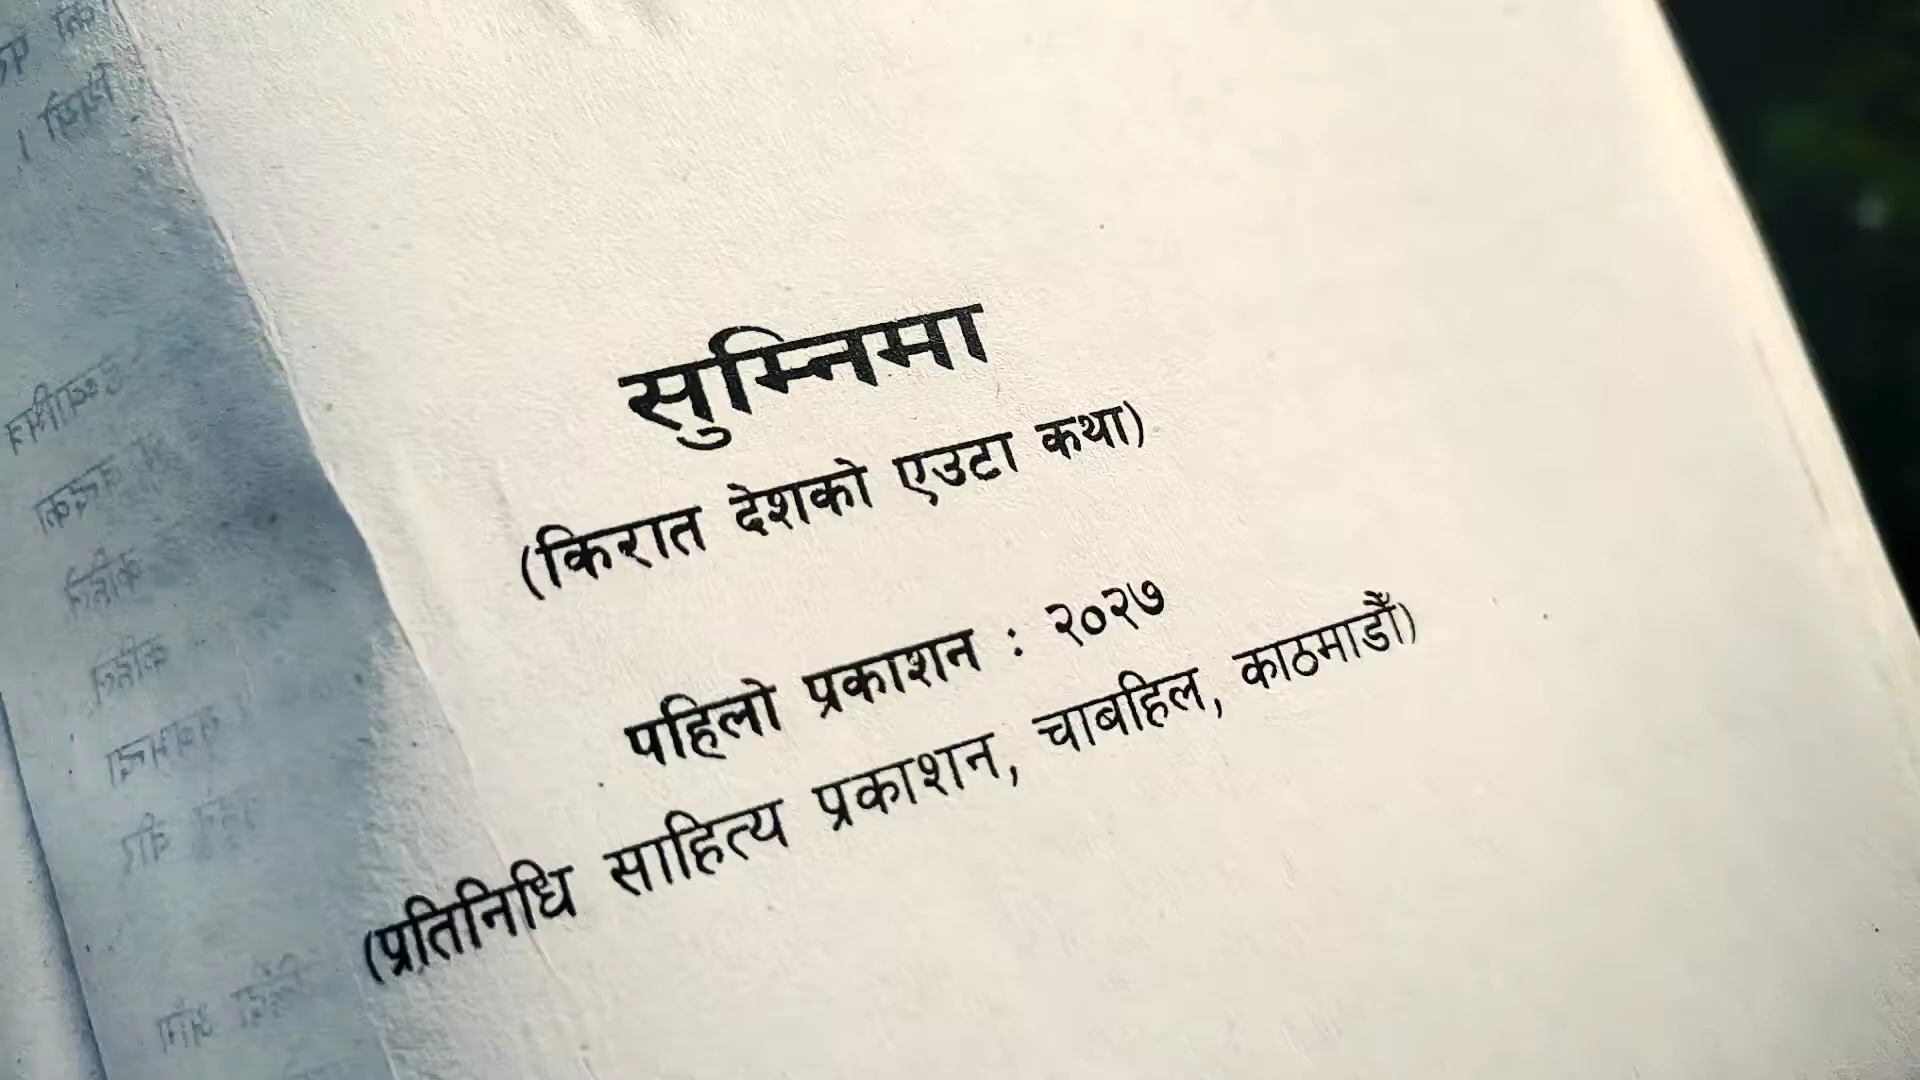 सुम्निमा
(किरात देशको एउटा कथा)
पहिलो प्रकाशन : २०२७
(प्रतिनिधि साहित्य प्रकाशन, चाबहिल, काठमाडौँ)